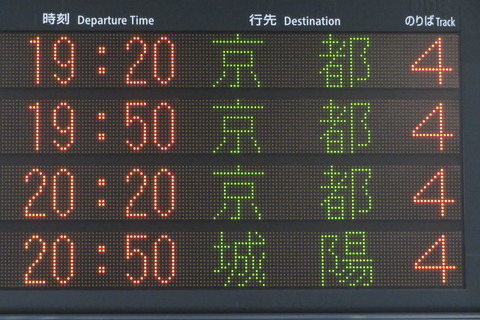 時刻 Departure Time 行先 Destination のりば Track
19:20 京都 4
19:50 京都 4
20:20 京都 4
20:50 城陽 4